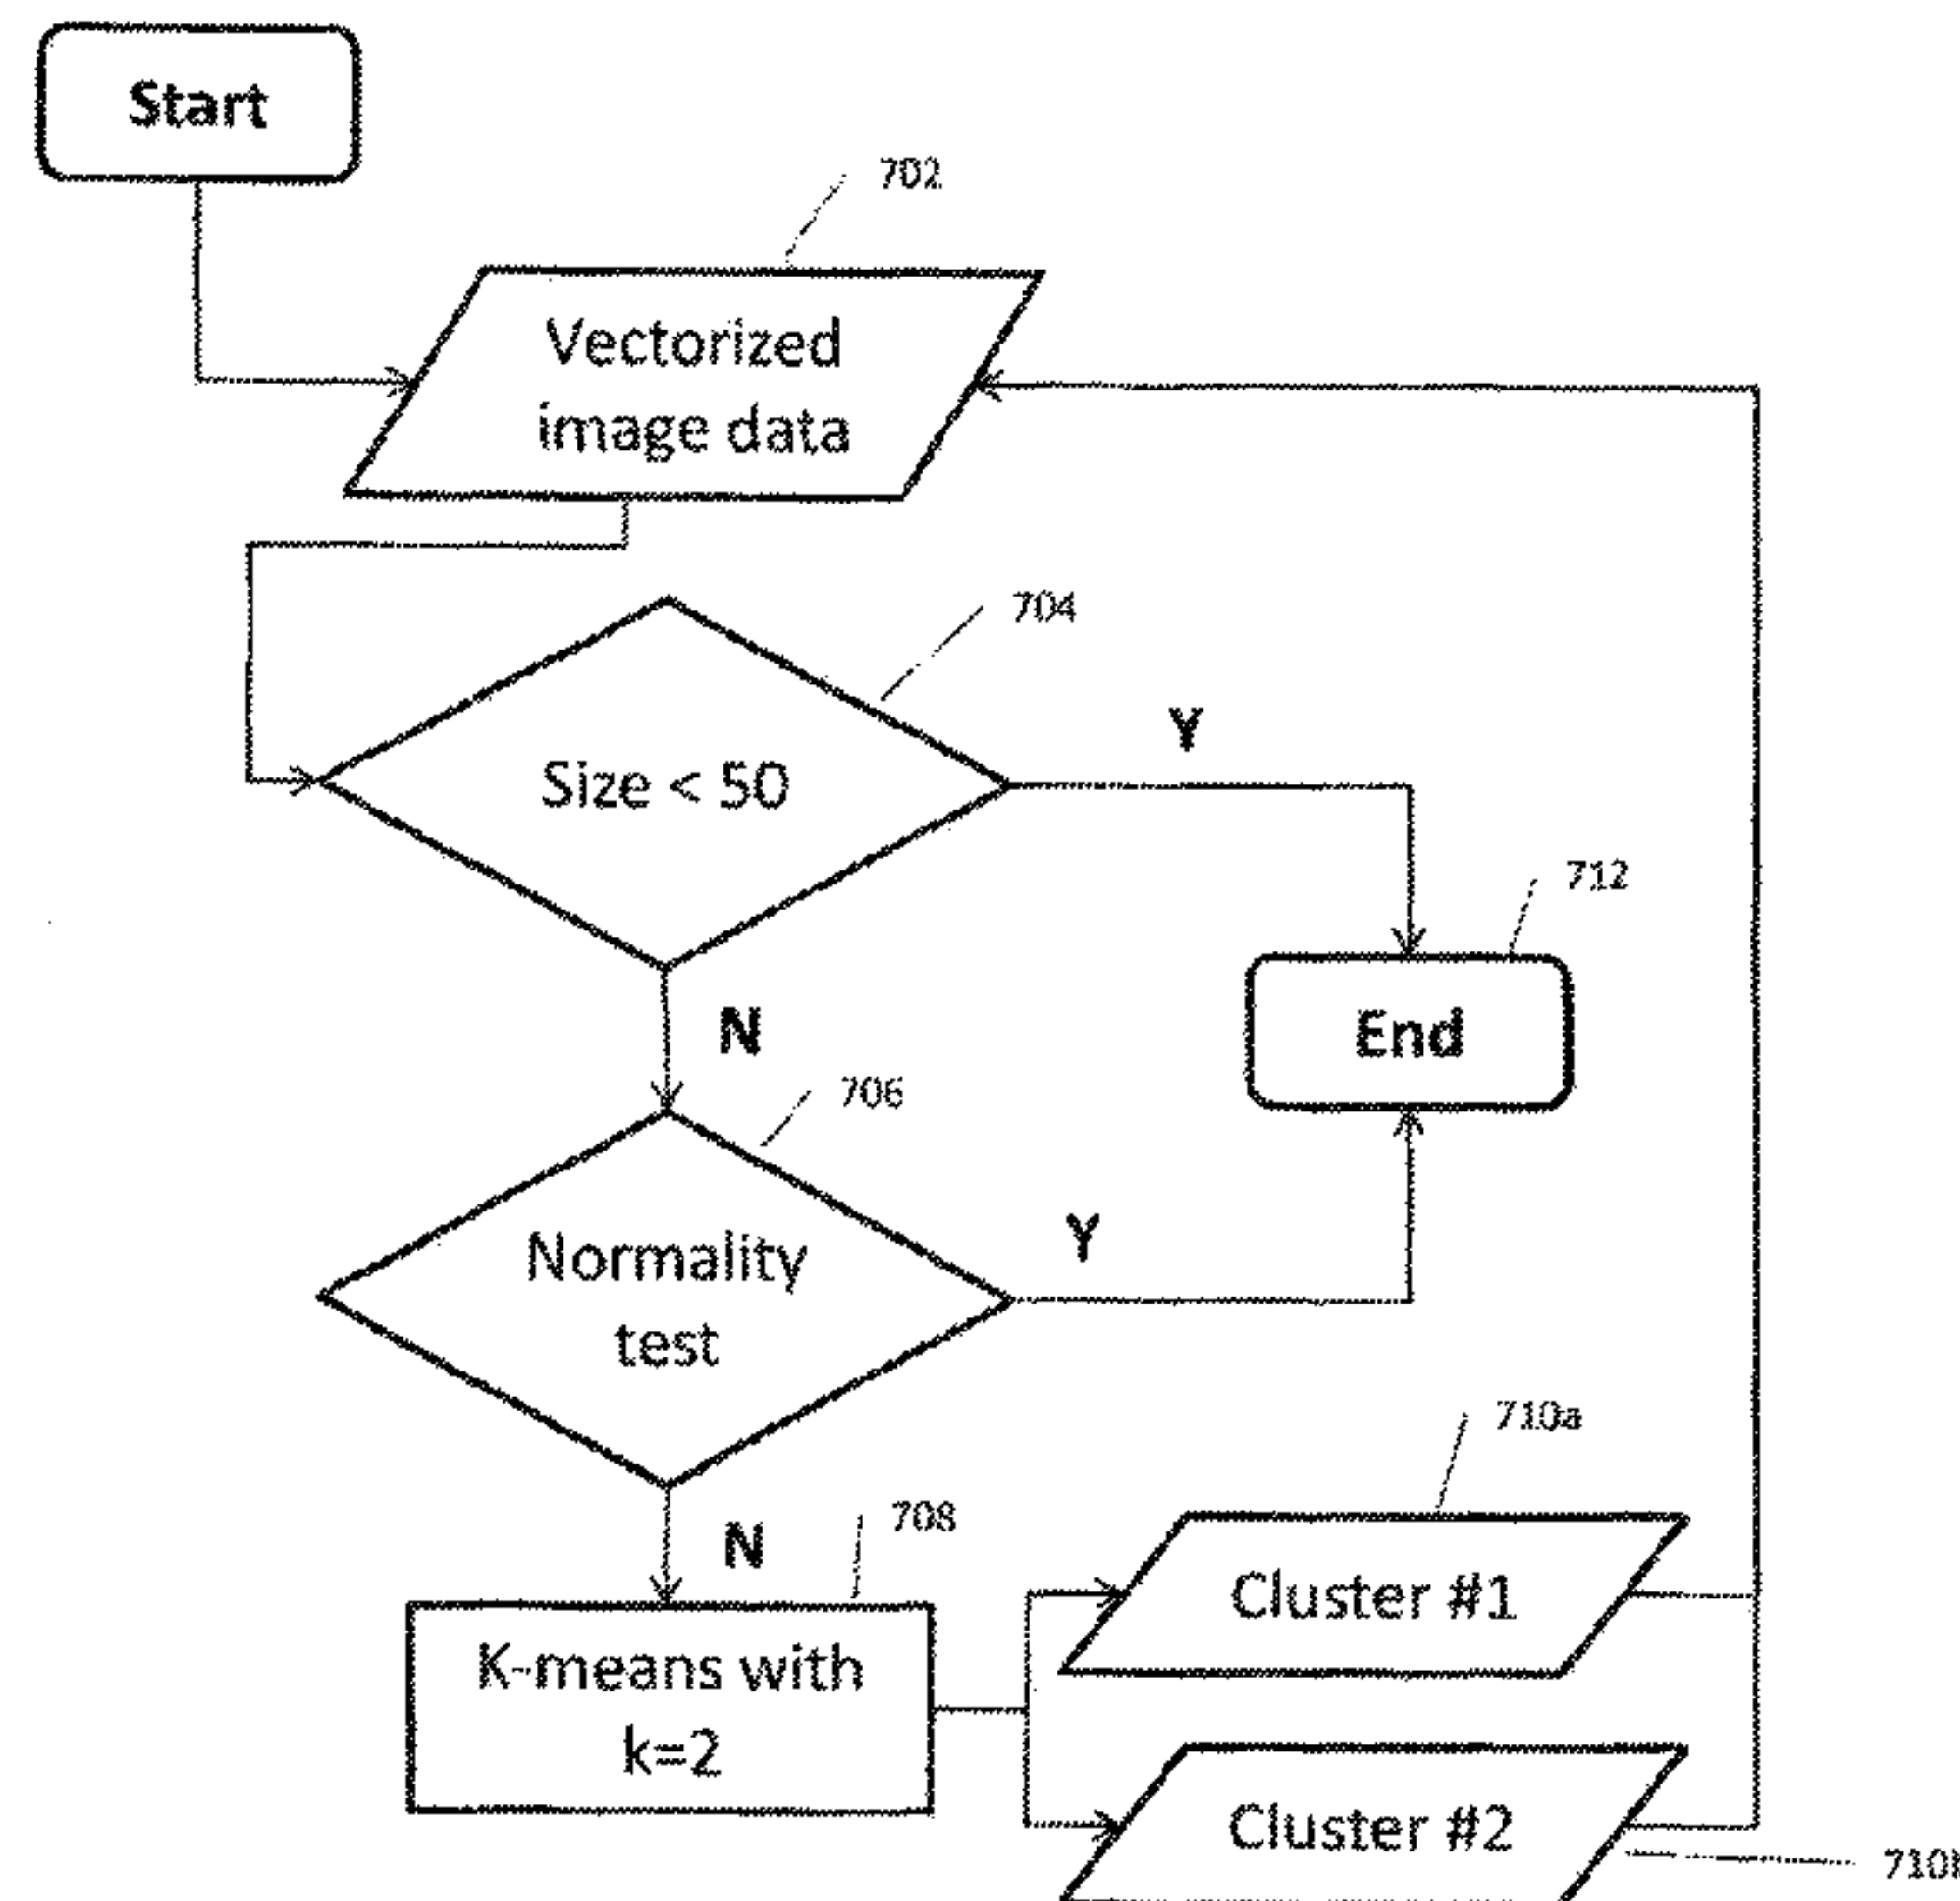 Start
702
Vectorized
image data
704
Size < 50
Y
712
End
N
706
Normality
test
Y
710a
N
708
Cluster #1
K-means with
k=2
Cluster #2